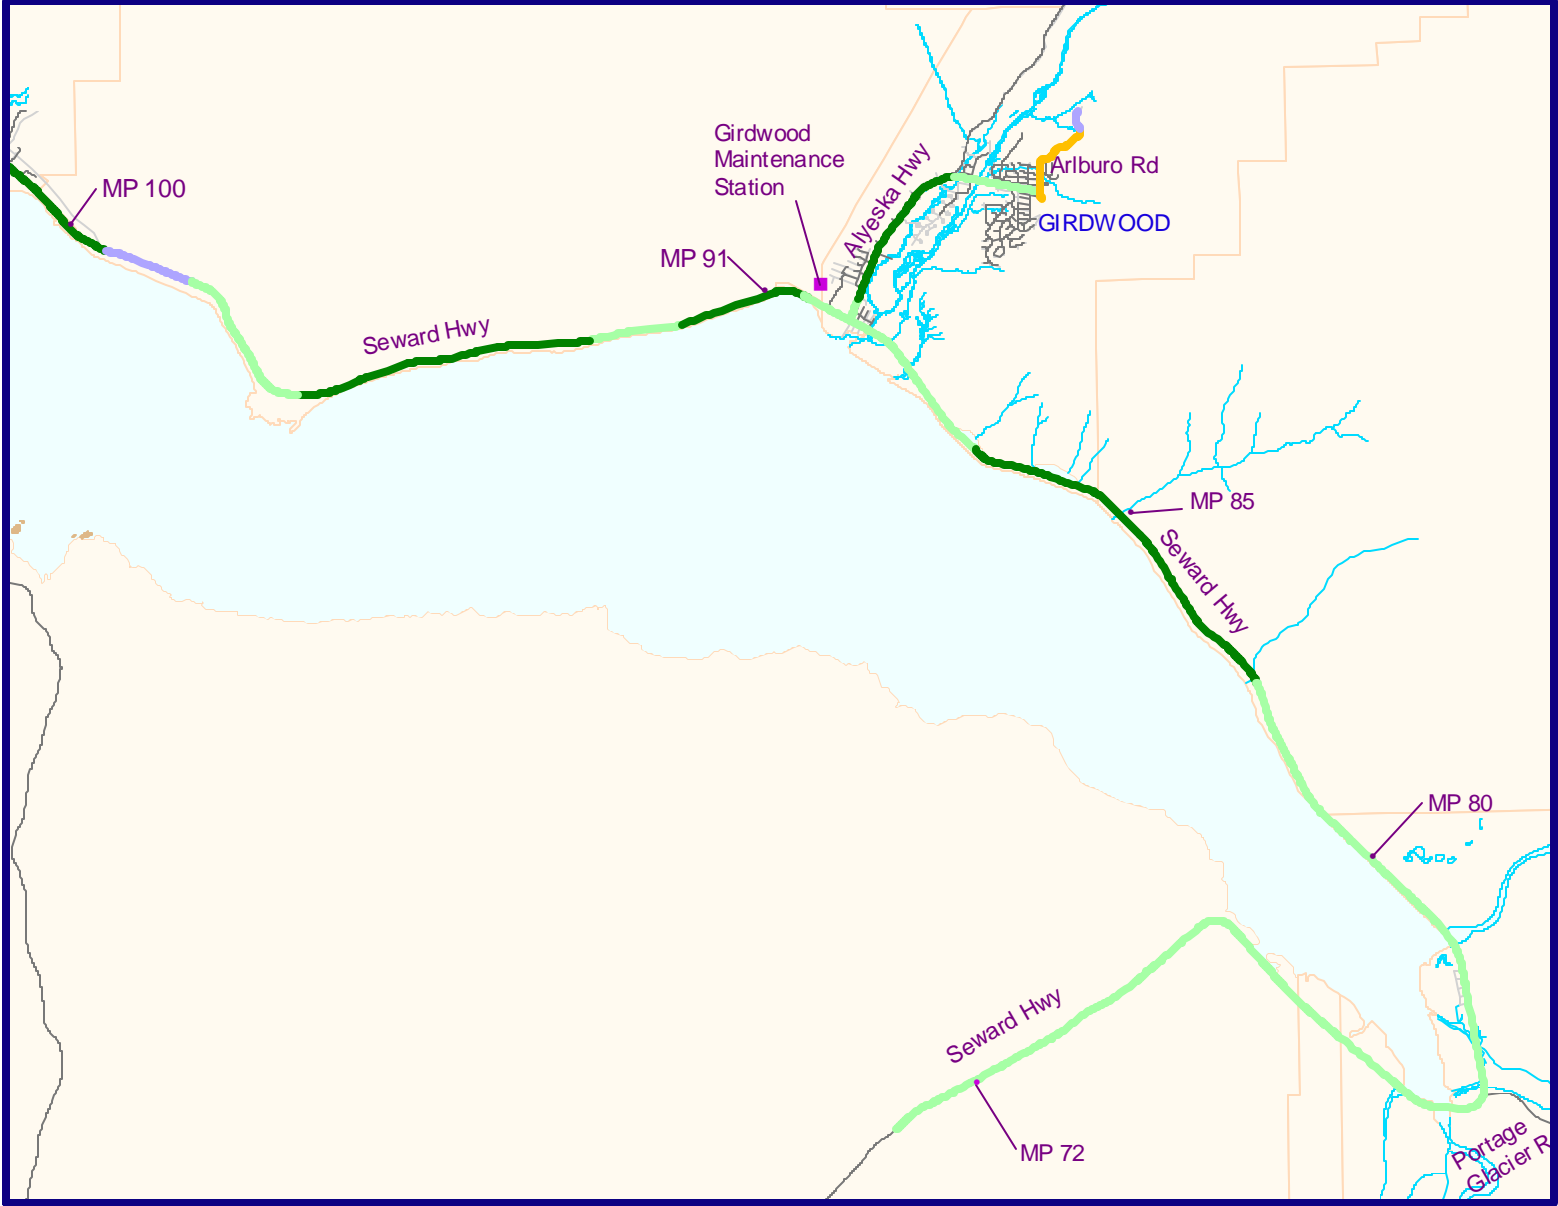 Girdwood
Maintenance
Station
Alyeska Hwy
Arlburo Rd
MP 100
GIRDWOOD
MP 91
Seward Hwy
MP 85
Seward Hwy
MP 80
Seward Hwy
MP 72
Portage
Glacier R